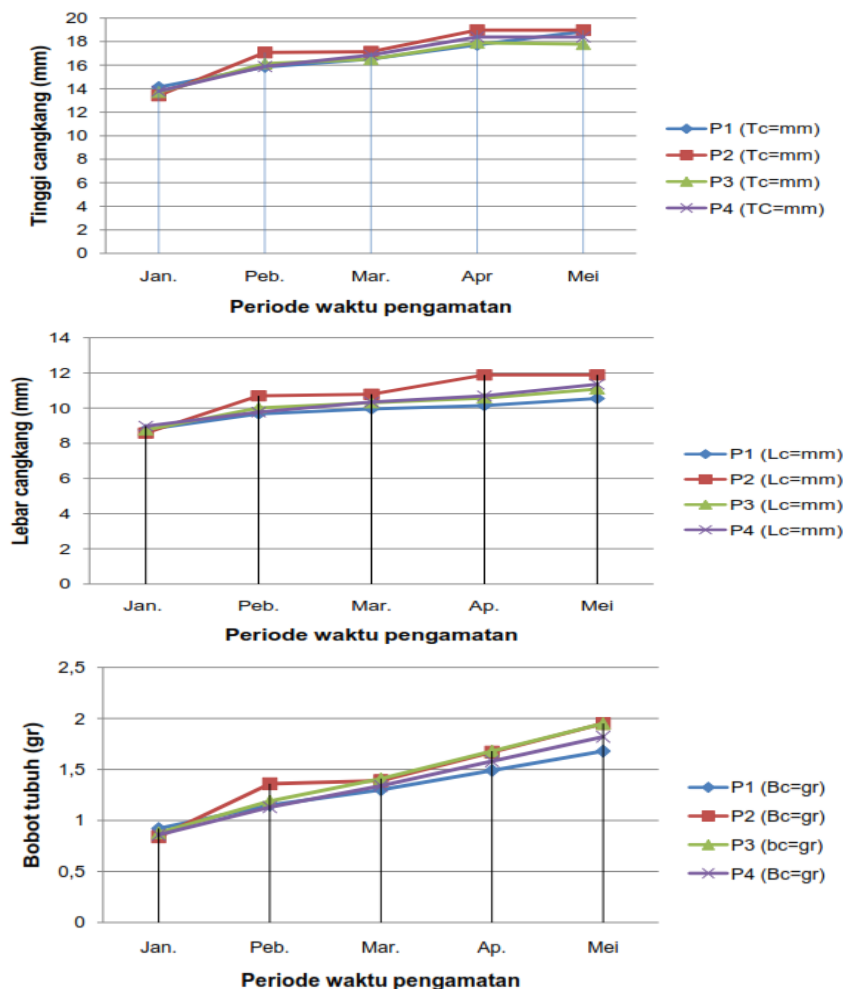 20
18
16
14
12
10
8
6
4
2
0
Tinggi cangkang (mm)
Jan. Peb. Mar. Apr Mei
Periode waktu pengamatan
P1 (Tc=mm)
P2 (Tc=mm)
P3 (Tc=mm)
P4 (TC=mm)
14
12
10
8
6
4
2
0
Lebar cangkang (mm)
Jan. Peb. Mar. Ap. Mei
Periode waktu pengamatan
P1 (Lc=mm)
P2 (Lc=mm)
P3 (Lc=mm)
P4 (Lc=mm)
2,5
2
1,5
1
0,5
0
Bobot tubuh (gr)
Jan. Peb. Mar. Ap. Mei
Periode waktu pengamatan
P1 (Bc=gr)
P2 (Bc=gr)
P3 (bc=gr)
P4 (Bc=gr)